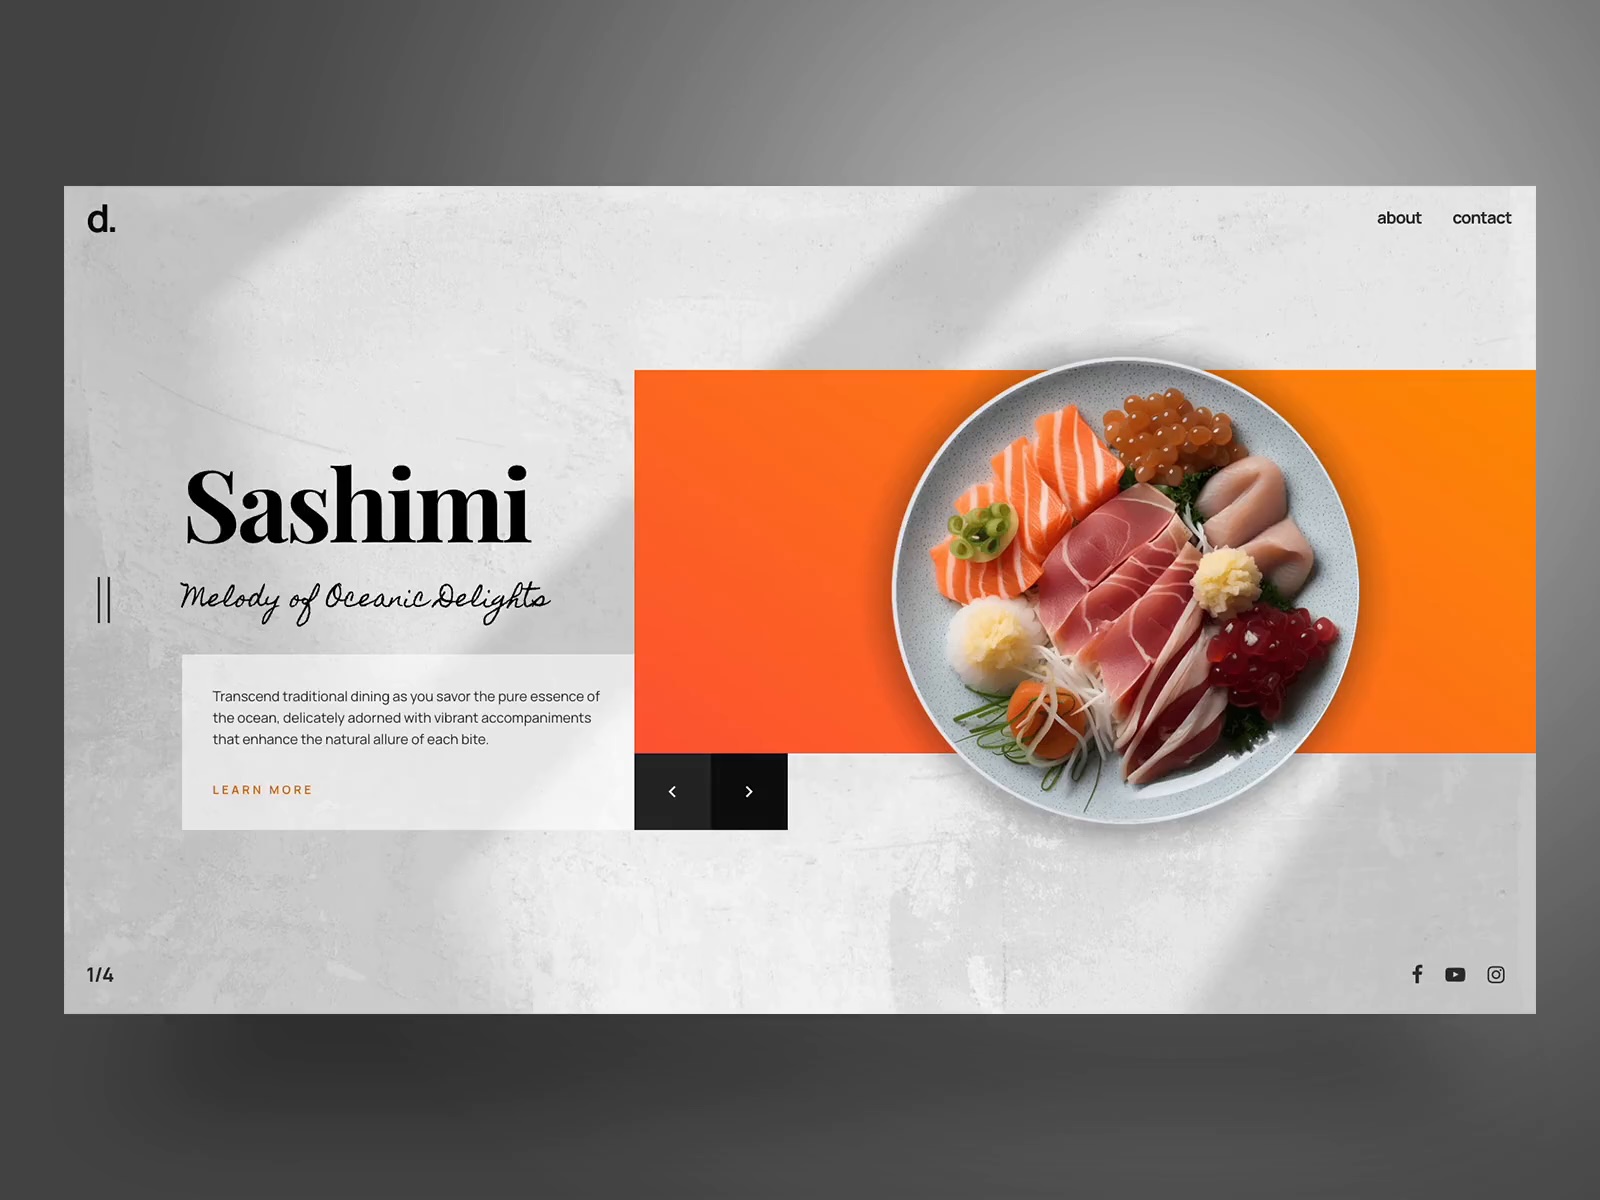 d.
about
contact
Sashimi
Melody of Oceanic Delights
Transcend traditional dining as you savor the pure essence of
the ocean, delicately adorned with vibrant accompaniments
that enhance the natural allure of each bite.
LEARN MORE
1/4